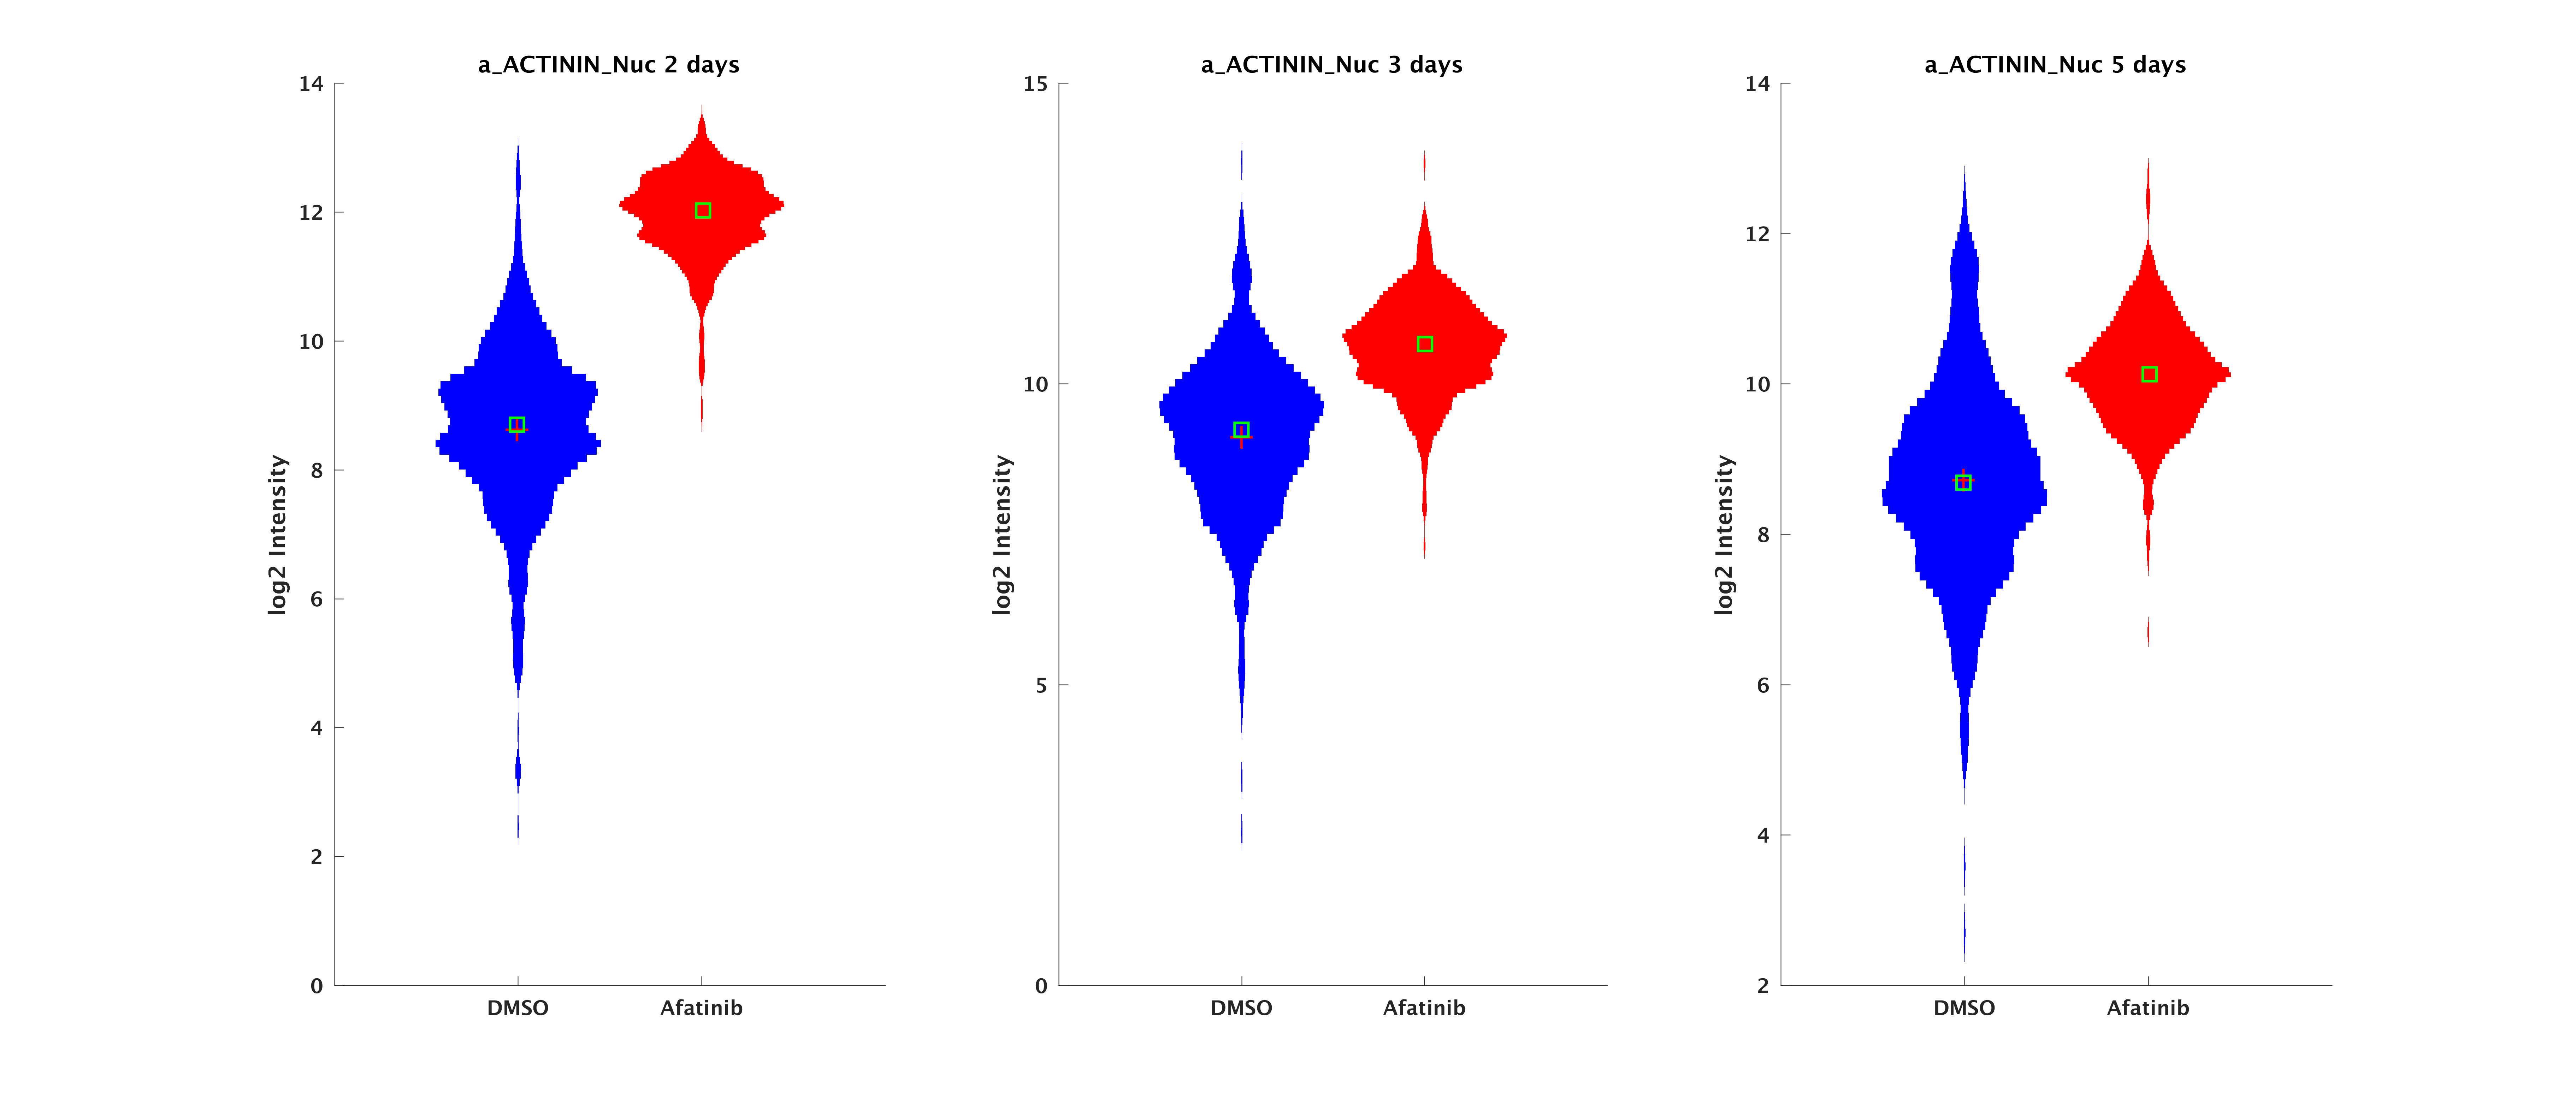 a_ACTININ_Nuc 2 days
14
12
10
8
6
4
2
0
log2 Intensity
DMSO Afatinib
a_ACTININ_Nuc 3 days
15
10
5
0
log2 Intensity
DMSO Afatinib
a_ACTININ_Nuc 5 days
14
12
10
8
6
4
2
log2 Intensity
DMSO Afatinib